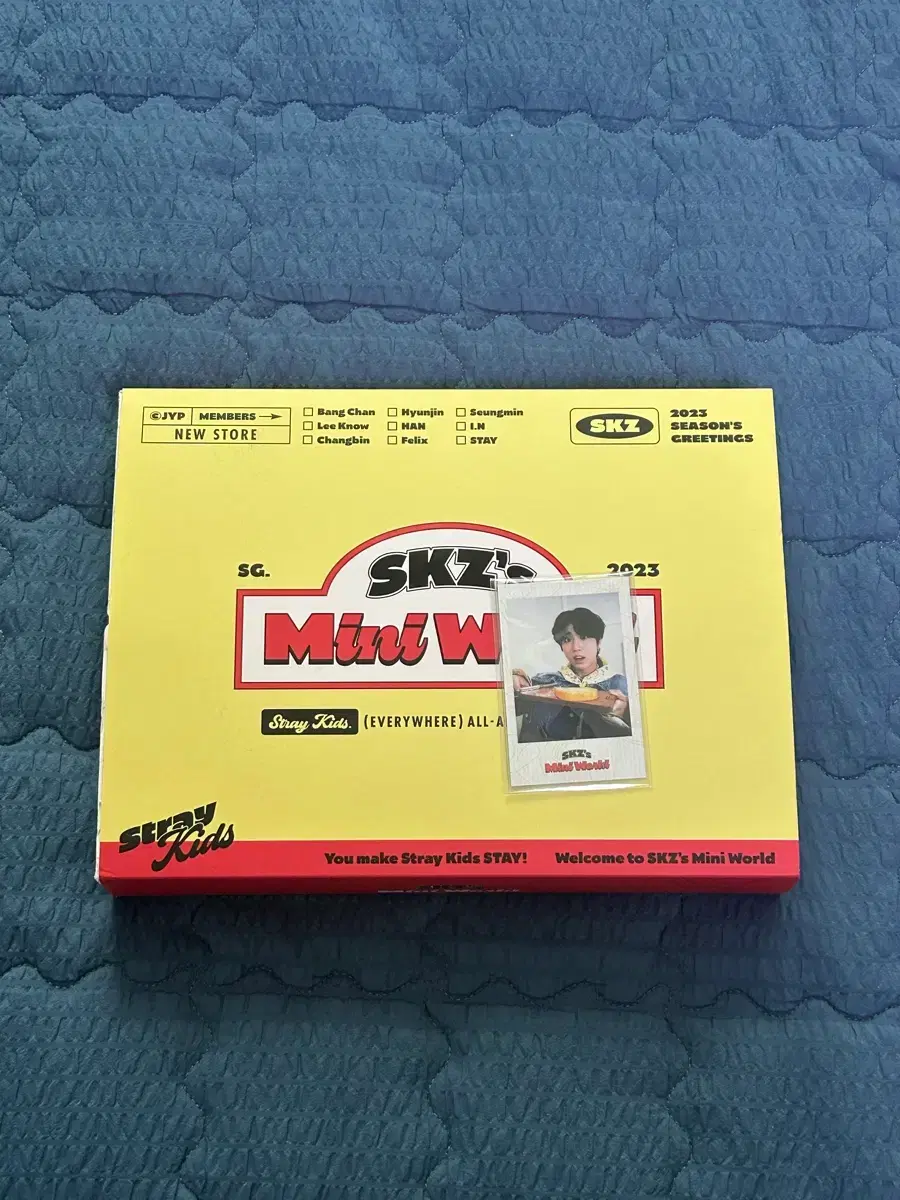 ©JYP MEMBERS
NEW STORE
Bang Chan
Lee Know
Changbin
Hyunjin
HAN
Felix
Seungmin
I.N
STAY
SKZ
2023
SEASON'S
GREETINGS
SG.
2023
SKZ's
Mini W
Stray Kids. (EVERYWHERE) ALL-A
SKZ's
Mini World
Stray
Kids
You make Stray Kids STAY! Welcome to SKZ's Mini World